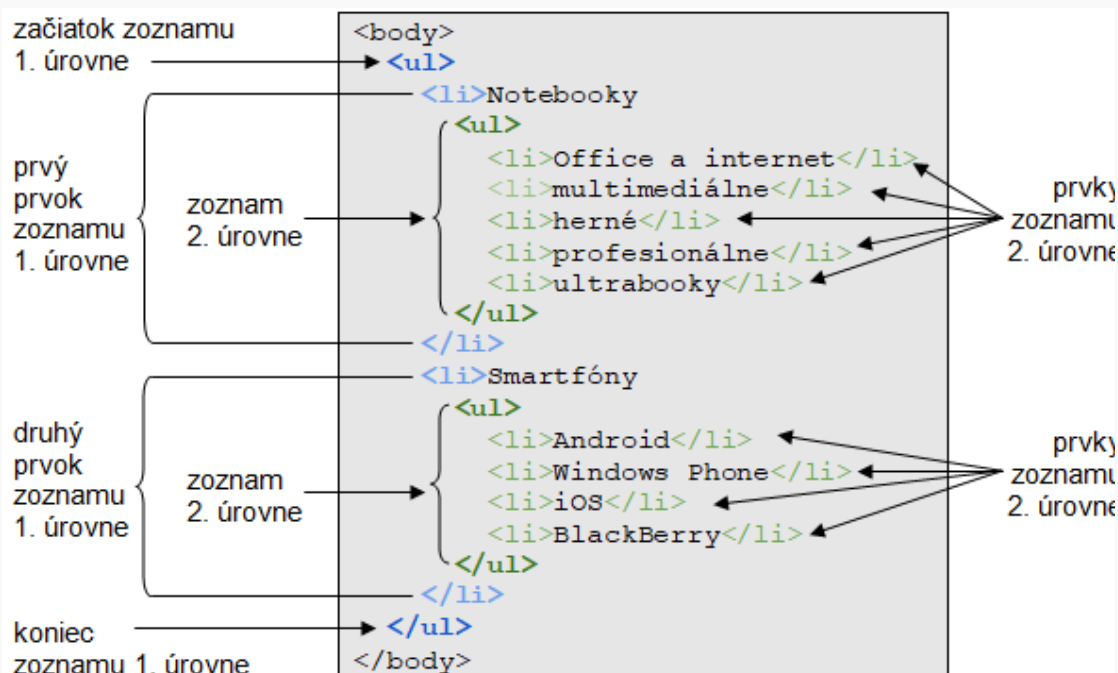 začiatok zoznamu
1. úrovne
<body>
<ul>
<li>Notebooky
<ul>
<li>Office a internet</li>
<li>multimediálne</li>
<li>herné</li>
<li>profesionálne</li>
<li>ultrabooky</li>
</ul>
</li>
prvý
prvok
zoznamu
1. úrovne
zoznam
2. úrovne
prvky
zoznamu
2. úrovne
<li>Smartfóny
<ul>
<li>Android</li>
<li>Windows Phone</li>
<li>iOS</li>
<li>BlackBerry</li>
</ul>
</li>
druhý
prvok
zoznamu
1. úrovne
zoznam
2. úrovne
prvky
zoznamu
2. úrovne
</ul>
</body>
koniec
zoznamu 1. úrovne